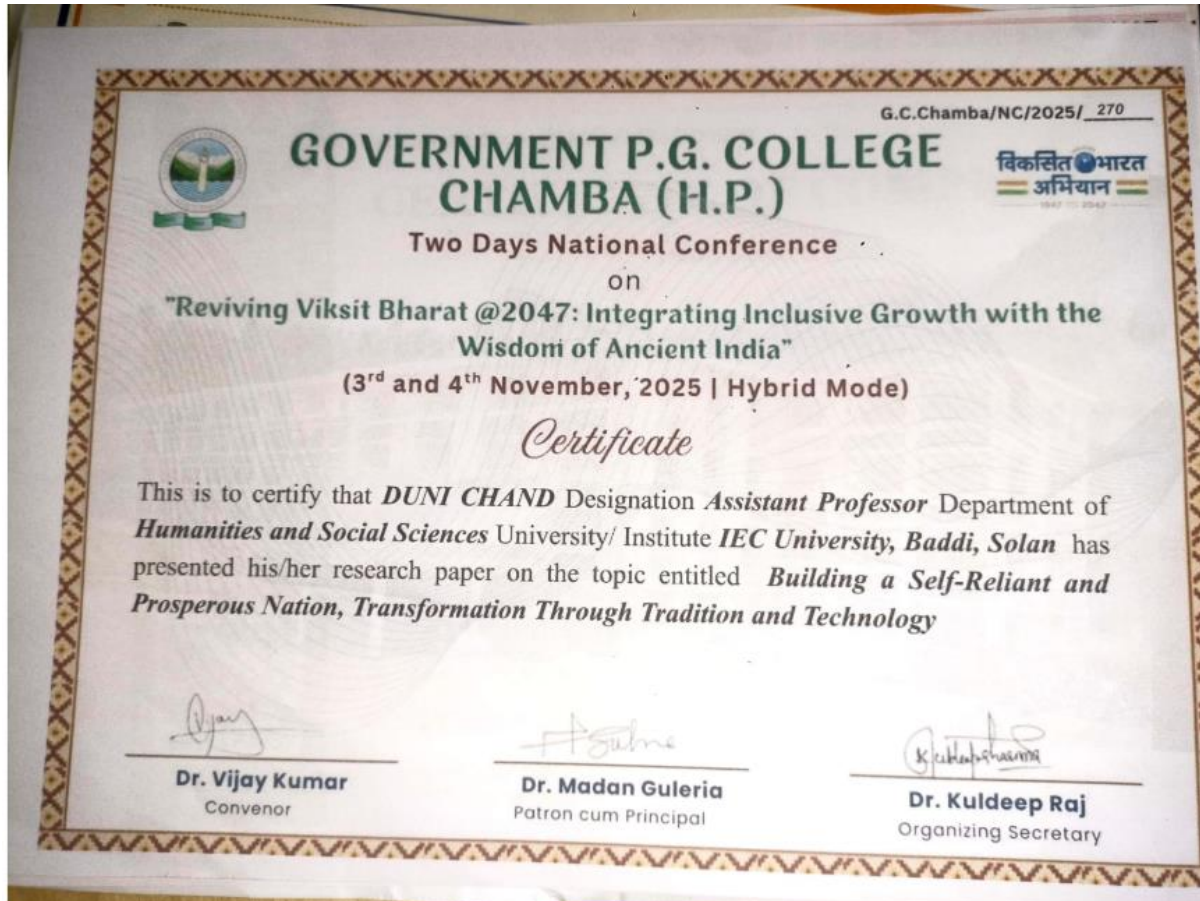 G.C.Chamba/NC/2025/ 270
GOVERNMENT P.G. COLLEGE
CHAMBA (H.P.)
विकसित भारत
अभियान
1947 TO 2047
Two Days National Conference
on
"Reviving Viksit Bharat @2047: Integrating Inclusive Growth with the
Wisdom of Ancient India"
(3rd and 4th November, 2025 | Hybrid Mode)
Certificate
This is to certify that DUNI CHAND Designation Assistant Professor Department of
Humanities and Social Sciences University/ Institute IEC University, Baddi, Solan has
presented his/her research paper on the topic entitled Building a Self-Reliant and
Prosperous Nation, Transformation Through Tradition and Technology
Vijay
Dr. Vijay Kumar
Convenor
Dr. Madan Guleria
Patron cum Principal
Dr. Kuldeep Raj
Organizing Secretary